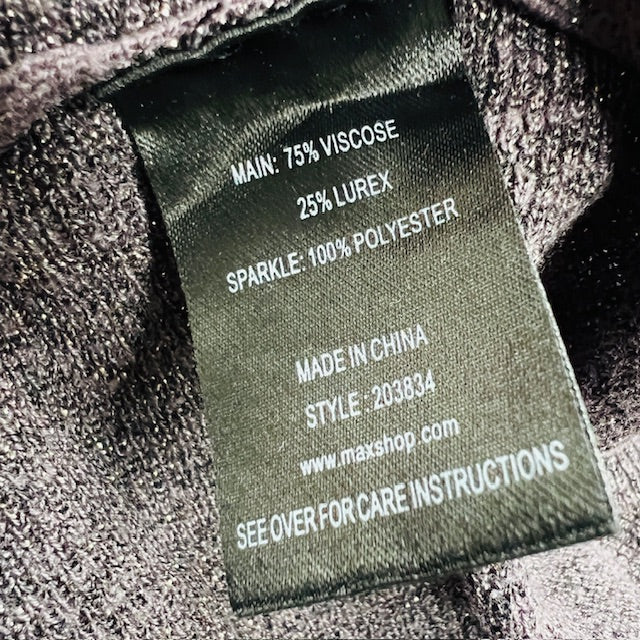 MAIN: 75% VISCOSE
25% LUREX
SPARKLE: 100% POLYESTER
MADE IN CHINA
STYLE : 203834
www.maxshop.com
SEE OVER FOR CARE INSTRUCTIONS